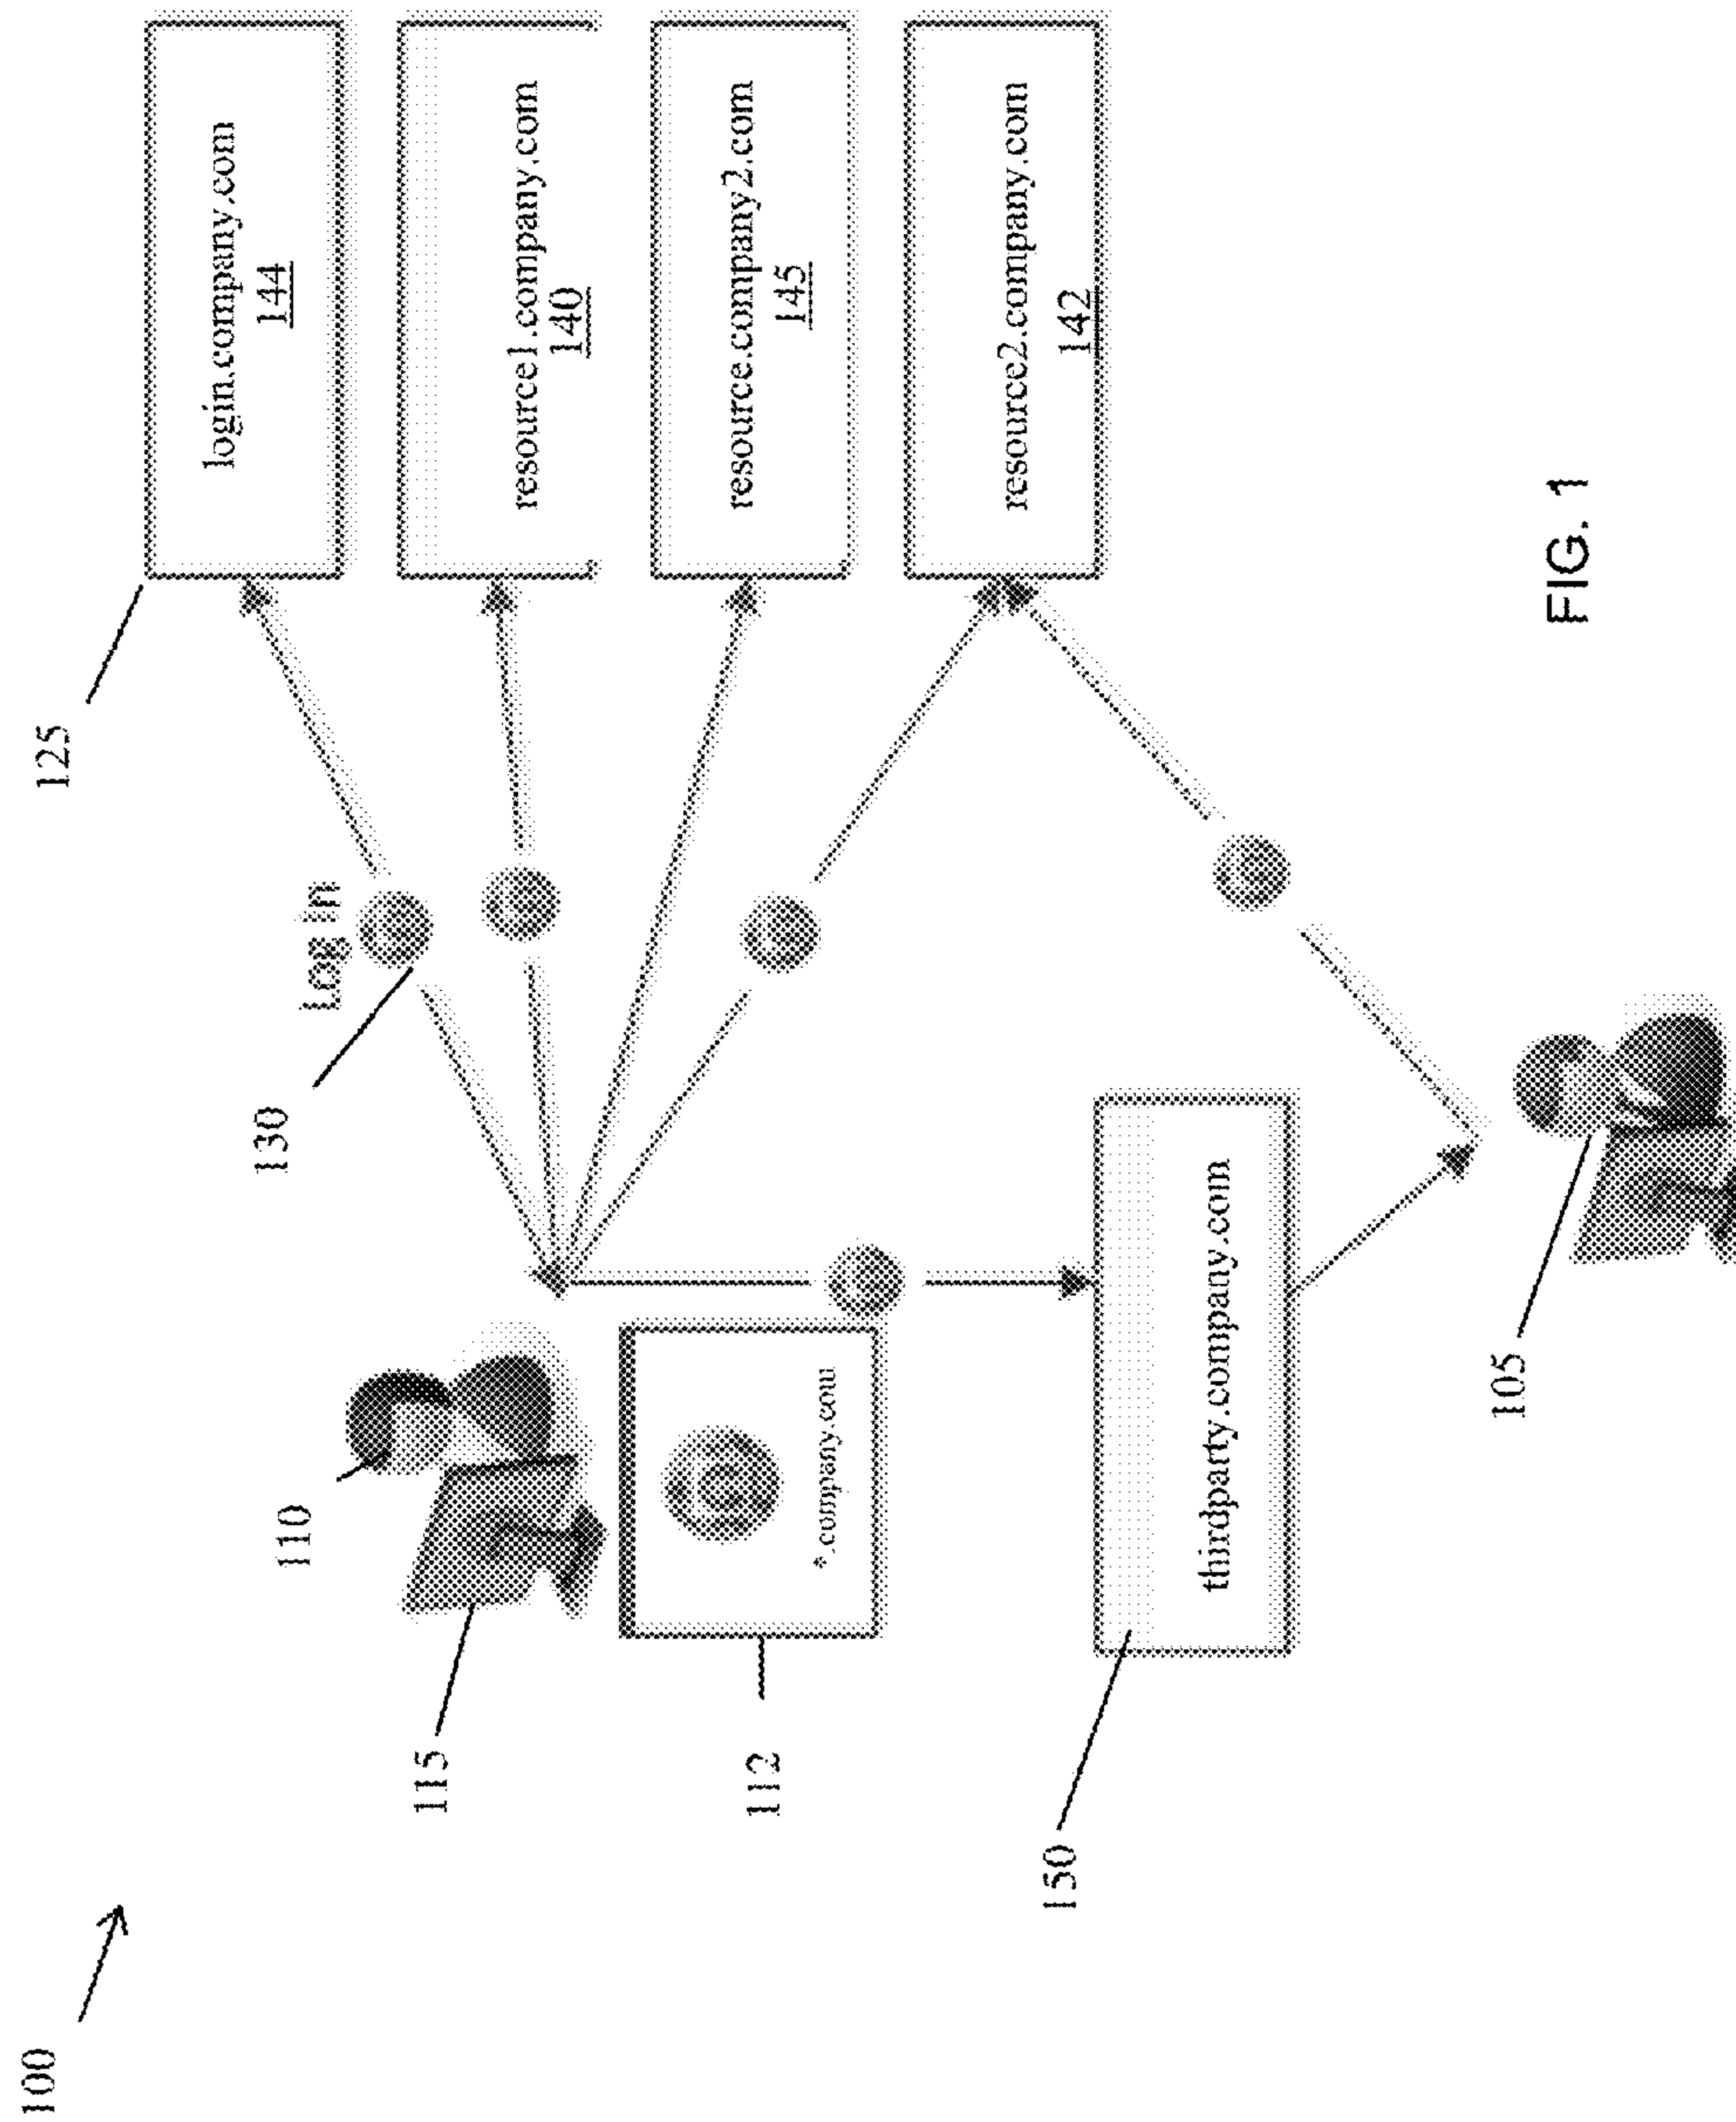 100
125
login.company.com
144
Log In
130
resource1.company.com
140
110
115
resource.company2.com
145
*.company.com
112
resource2.company.com
142
thirdparty.company.com
150
105
FIG. 1